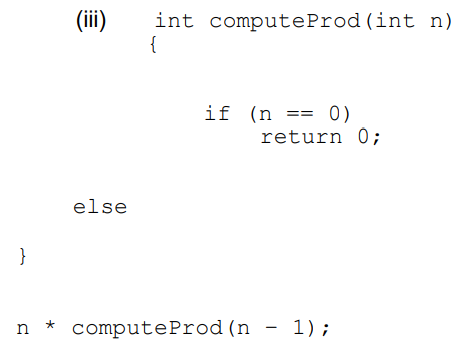 (iii) int computeProd(int n)
{
if (n == 0)
return 0;
else
}
n * computeProd(n - 1);